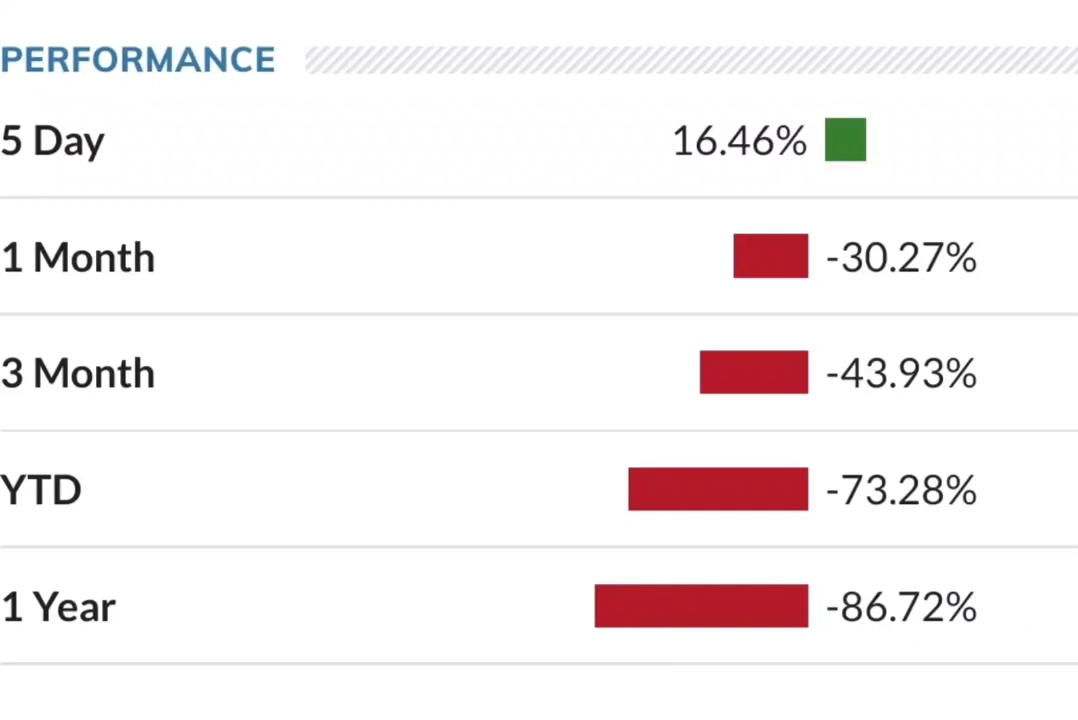 PERFORMANCE
5 Day 16.46%
1 Month -30.27%
3 Month -43.93%
YTD -73.28%
1 Year -86.72%